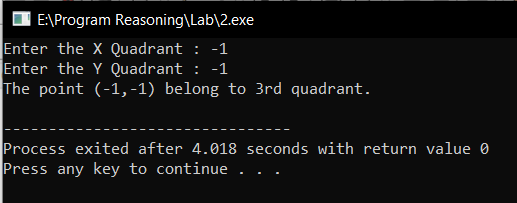 E:\Program Reasoning\Lab\2.exe
Enter the X Quadrant : -1
Enter the Y Quadrant : -1
The point (-1,-1) belong to 3rd quadrant.
--------------------------------
Process exited after 4.018 seconds with return value 0
Press any key to continue . . .